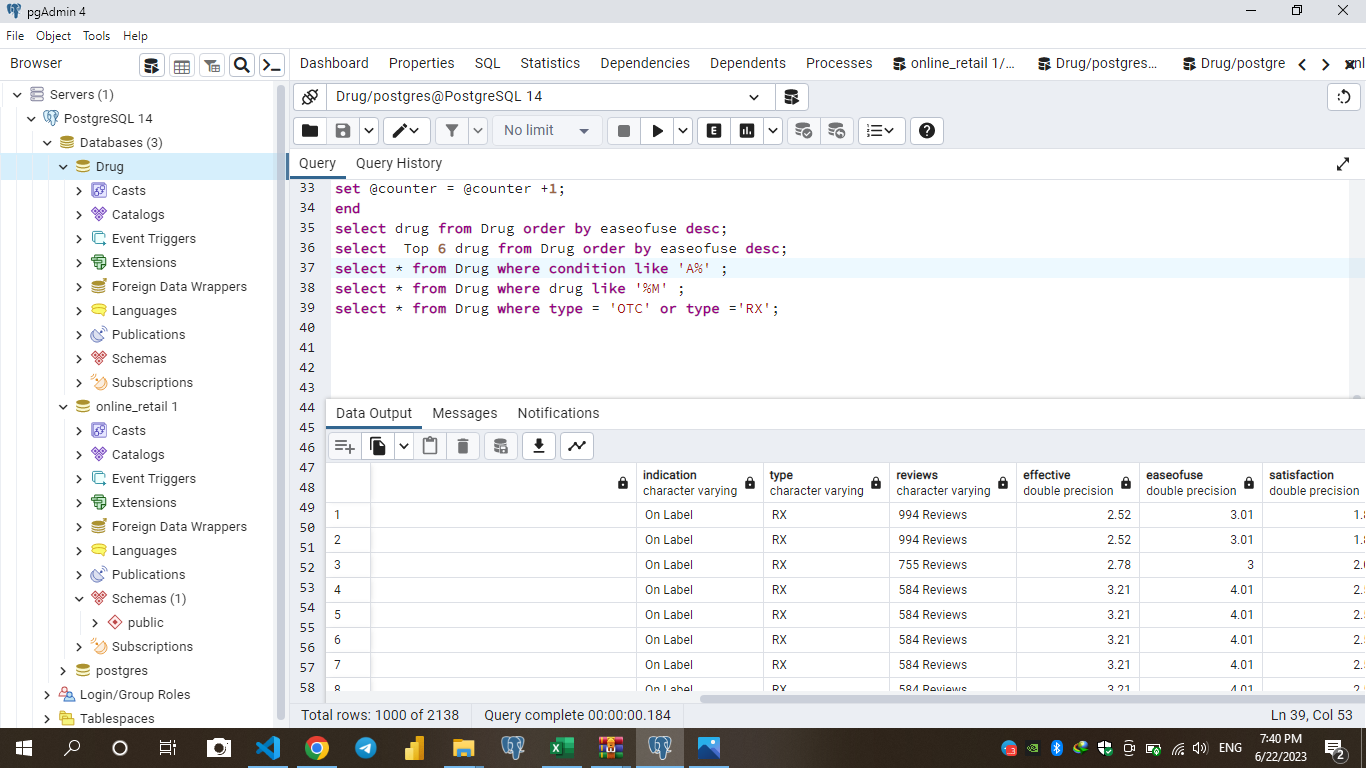 pgAdmin 4
File Object Tools Help
Browser
Dashboard Properties SQL Statistics Dependencies Dependents Processes online_retail 1/... Drug/postgres... Drug/postgre
Servers (1)
PostgreSQL 14
Databases (3)
Drug
Casts
Catalogs
Event Triggers
Extensions
Foreign Data Wrappers
Languages
Publications
Schemas
Subscriptions
online_retail 1
Casts
Catalogs
Event Triggers
Extensions
Foreign Data Wrappers
Languages
Publications
Schemas (1)
public
Subscriptions
postgres
Login/Group Roles
Tablespaces
Drug/postgres@PostgreSQL 14
No limit
E
Query Query History
33 set @counter = @counter +1;
34 end
35 select drug from Drug order by easeofuse desc;
36 select  Top 6 drug from Drug order by easeofuse desc;
37 select * from Drug where condition like 'A%' ;
38 select * from Drug where drug like '%M' ;
39 select * from Drug where type = 'OTC' or type ='RX';
40
41
42
43
44
45
46
47
48
49
50
51
52
53
54
55
56
57
58
Data Output Messages Notifications
indication type reviews effective easeofuse satisfaction
character varying character varying character varying double precision double precision double precision
1 On Label RX 994 Reviews 2.52 3.01 1.8
2 On Label RX 994 Reviews 2.52 3.01 1.8
3 On Label RX 755 Reviews 2.78 3 2.0
4 On Label RX 584 Reviews 3.21 4.01 2.5
5 On Label RX 584 Reviews 3.21 4.01 2.5
6 On Label RX 584 Reviews 3.21 4.01 2.5
7 On Label RX 584 Reviews 3.21 4.01 2.5
8 On Label RX 584 Reviews 3.21 4.01 2.5
Total rows: 1000 of 2138 Query complete 00:00:00.184 Ln 39, Col 53
ENG
7:40 PM
6/22/2023
2